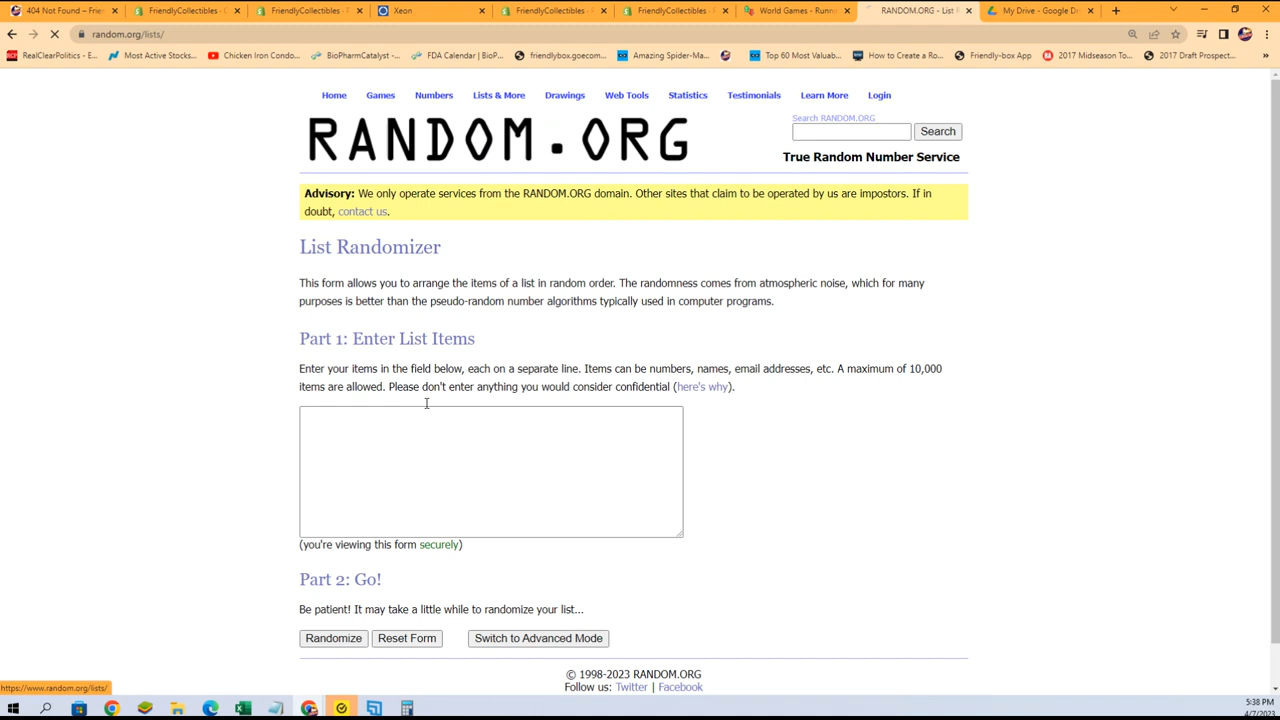 404 Not Found – Frien
FriendlyCollectibles - C
FriendlyCollectibles - P
Xeon
FriendlyCollectibles - P
FriendlyCollectibles - P
World Games - Runni
RANDOM.ORG - List R
My Drive - Google Dr
random.org/lists/
RealClearPolitics - E...
Most Active Stocks...
Chicken Iron Condo...
BioPharmCatalyst -...
FDA Calendar | BioP...
friendlybox.goecom...
Amazing Spider-Ma...
Top 60 Most Valuab...
How to Create a Ro...
Friendly-box App
2017 Midseason To...
2017 Draft Prospect...
Home Games Numbers Lists & More Drawings Web Tools Statistics Testimonials Learn More Login
RANDOM.ORG
Search RANDOM.ORG
Search
True Random Number Service
Advisory: We only operate services from the RANDOM.ORG domain. Other sites that claim to be operated by us are impostors. If in
doubt, contact us.
List Randomizer
This form allows you to arrange the items of a list in random order. The randomness comes from atmospheric noise, which for many
purposes is better than the pseudo-random number algorithms typically used in computer programs.
Part 1: Enter List Items
Enter your items in the field below, each on a separate line. Items can be numbers, names, email addresses, etc. A maximum of 10,000
items are allowed. Please don't enter anything you would consider confidential (here's why).
(you're viewing this form securely)
Part 2: Go!
Be patient! It may take a little while to randomize your list...
Randomize Reset Form Switch to Advanced Mode
© 1998-2023 RANDOM.ORG
Follow us: Twitter | Facebook
https://www.random.org/lists/
5:38 PM
4/7/2023